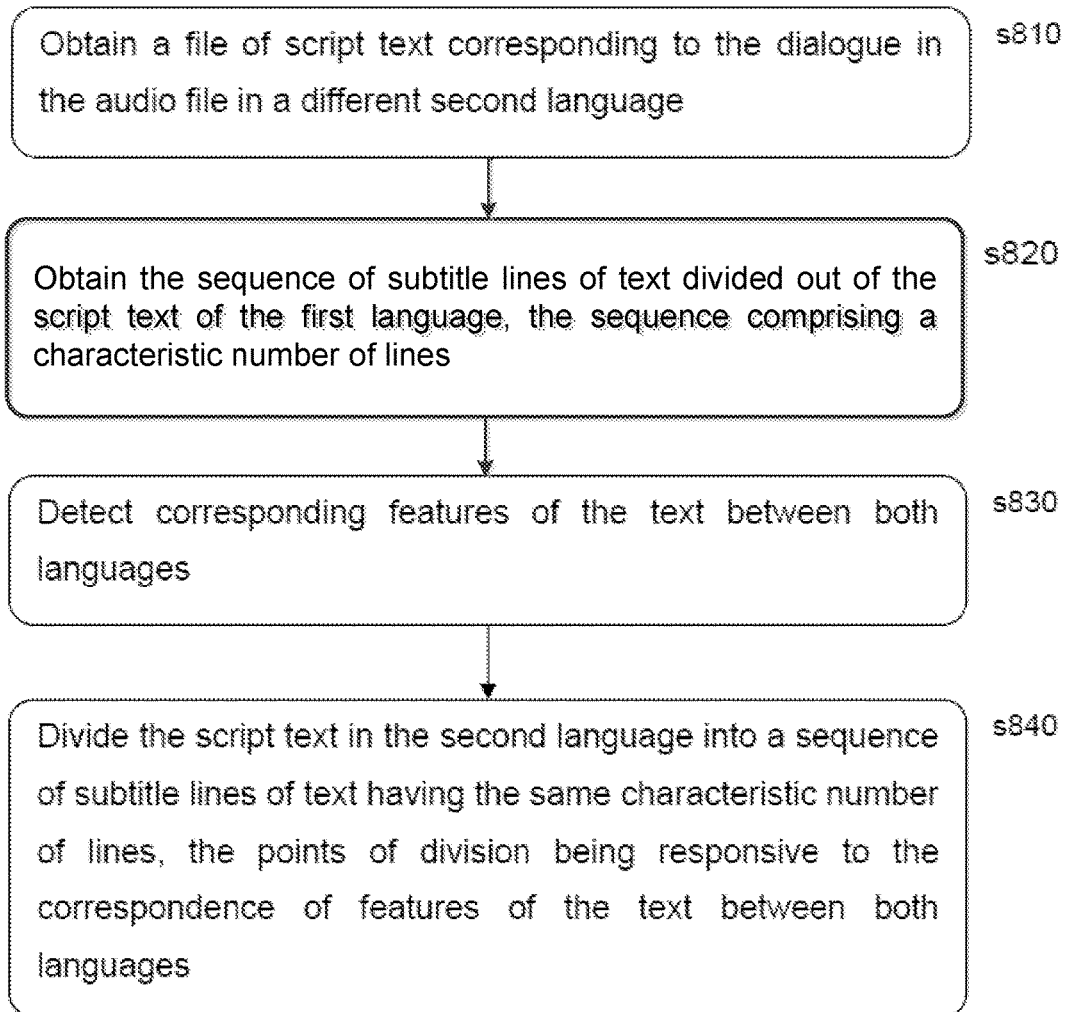 Obtain a file of script text corresponding to the dialogue in
the audio file in a different second language
s810
Obtain the sequence of subtitle lines of text divided out of the
script text of the first language, the sequence comprising a
characteristic number of lines
s820
Detect corresponding features of the text between both
languages
s830
Divide the script text in the second language into a sequence
of subtitle lines of text having the same characteristic number
of lines, the points of division being responsive to the
correspondence of features of the text between both
languages
s840